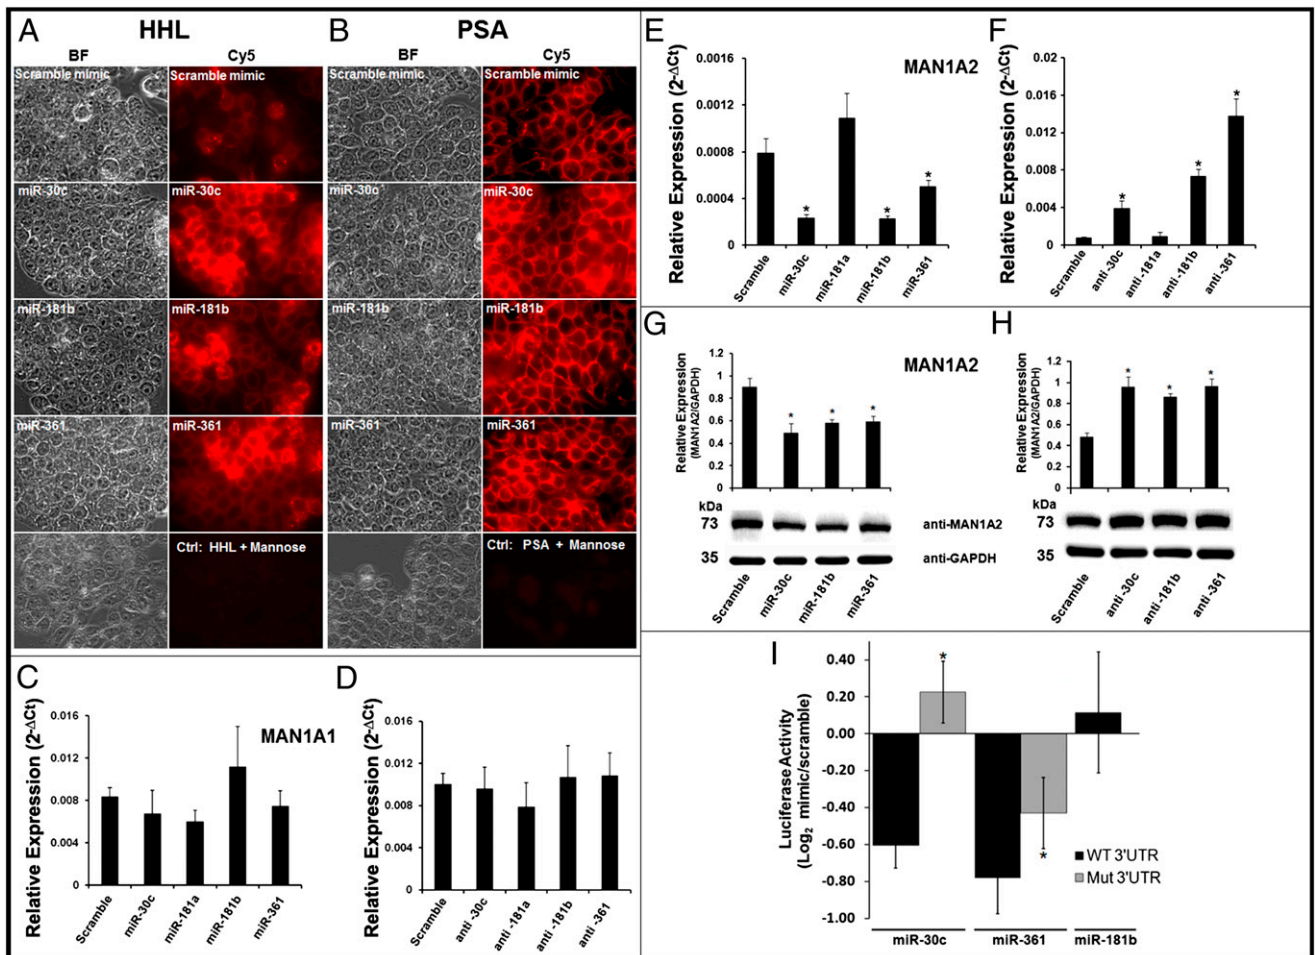 A HHL B PSA
BF Cy5 BF Cy5
Scramble mimic Scramble mimic Scramble mimic Scramble mimic
miR-30c miR-30c miR-30c miR-30c
miR-181b miR-181b miR-181b miR-181b
miR-361 miR-361 miR-361 miR-361
Ctrl: HHL + Mannose Ctrl: PSA + Mannose
C
MAN1A1
Relative Expression (2-ΔCt)
0.016
0.012
0.008
0.004
0
Scramble miR-30c miR-181a miR-181b miR-361
D
Relative Expression (2-ΔCt)
0.016
0.012
0.008
0.004
0
Scramble anti -30c anti -181a anti -181b anti -361
E
MAN1A2
Relative Expression (2-ΔCt)
0.0016
0.0012
0.0008
0.0004
0
* * *
Scramble miR-30c miR-181a miR-181b miR-361
F
Relative Expression (2-ΔCt)
0.02
0.016
0.012
0.008
0.004
0
* * *
Scramble anti-30c anti-181a anti-181b anti-361
G
MAN1A2
Relative Expression
(MAN1A2/GAPDH)
1.2
1
0.8
0.6
0.4
0.2
0
* * *
kDa
73 anti-MAN1A2
35 anti-GAPDH
Scramble miR-30c miR-181b miR-361
H
Relative Expression
(MAN1A2/GAPDH)
1.2
1
0.8
0.6
0.4
0.2
0
* * *
kDa
73
35
Scramble anti -30c anti -181b anti -361
I
Luciferase Activity
(Log2 mimic/scramble)
0.40
0.20
0.00
-0.20
-0.40
-0.60
-0.80
-1.00
* *
WT 3'UTR
Mut 3'UTR
miR-30c miR-361 miR-181b